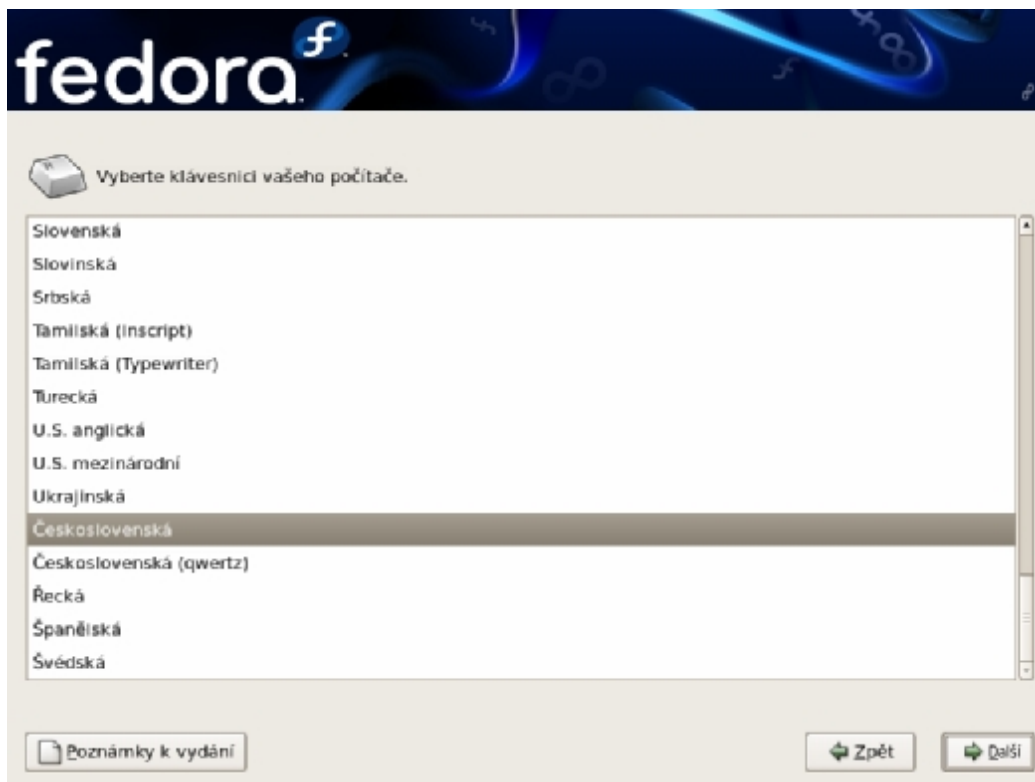 fedora
Vyberte klávesnici vašeho počítače.
Slovenská
Slovinská
Srbská
Tamilská (Inscript)
Tamilská (Typewriter)
Turecká
U.S. anglická
U.S. mezinárodní
Ukrajinská
Československá
Československá (qwertz)
Řecká
Španělská
Švédská
Poznámky k vydání
Zpět
Další